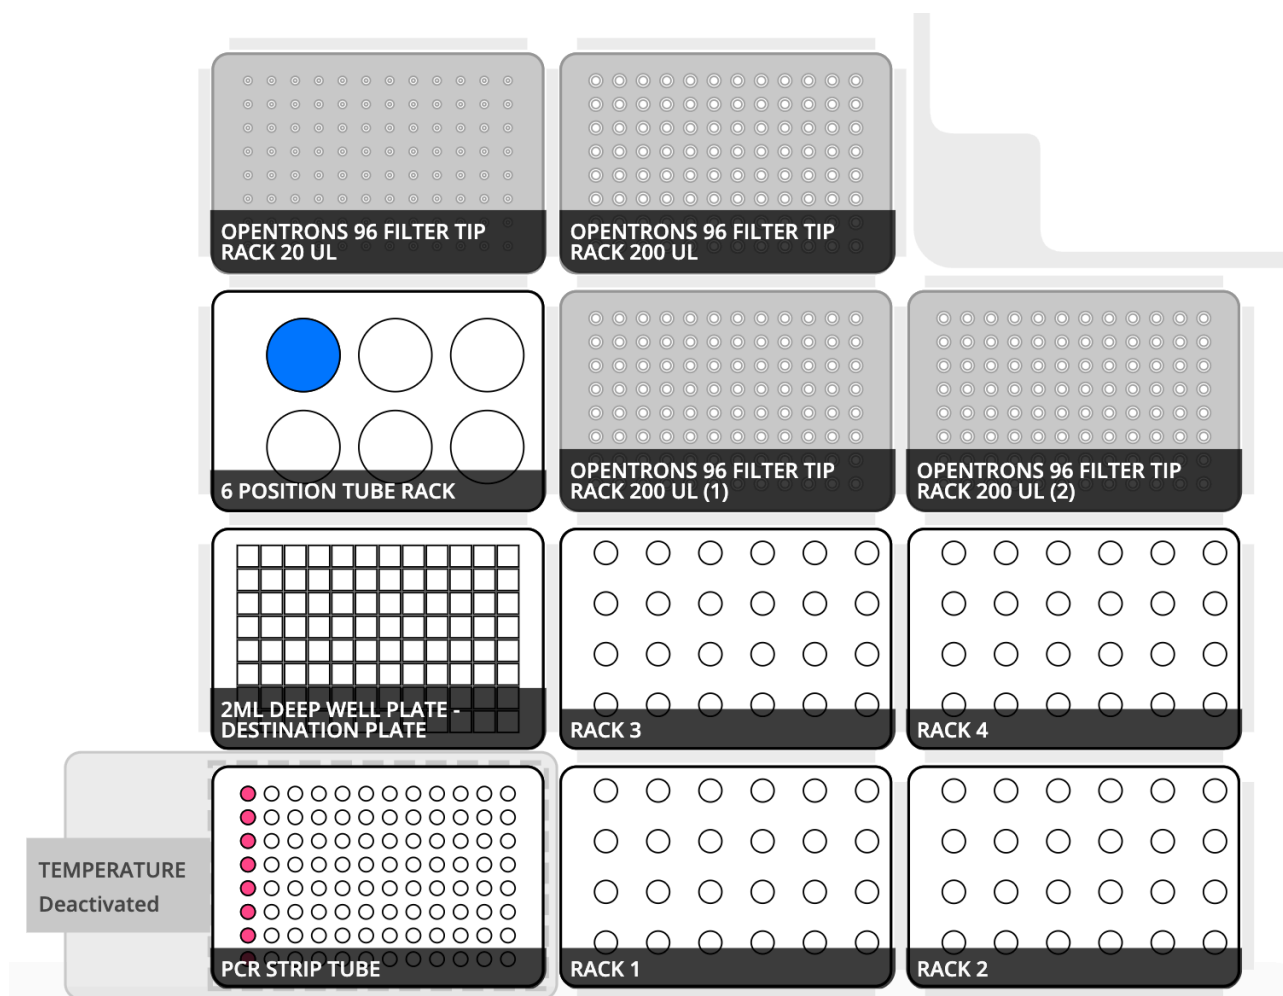 OPENTRONS 96 FILTER TIP
RACK 20 UL
OPENTRONS 96 FILTER TIP
RACK 200 UL
6 POSITION TUBE RACK
OPENTRONS 96 FILTER TIP
RACK 200 UL (1)
OPENTRONS 96 FILTER TIP
RACK 200 UL (2)
2ML DEEP WELL PLATE -
DESTINATION PLATE
RACK 3
RACK 4
TEMPERATURE
Deactivated
PCR STRIP TUBE
RACK 1
RACK 2